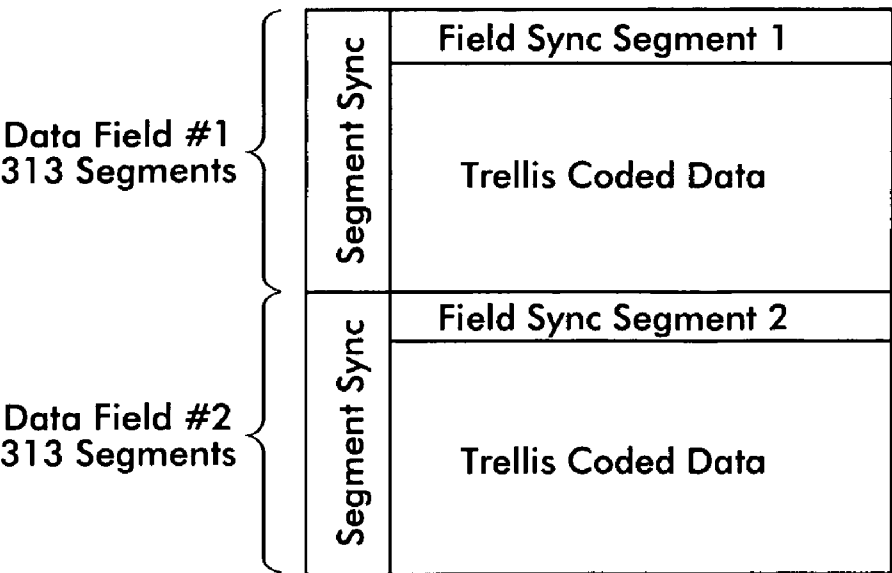 Data Field #1
313 Segments
Segment Sync
Field Sync Segment 1
Trellis Coded Data
Data Field #2
313 Segments
Segment Sync
Field Sync Segment 2
Trellis Coded Data